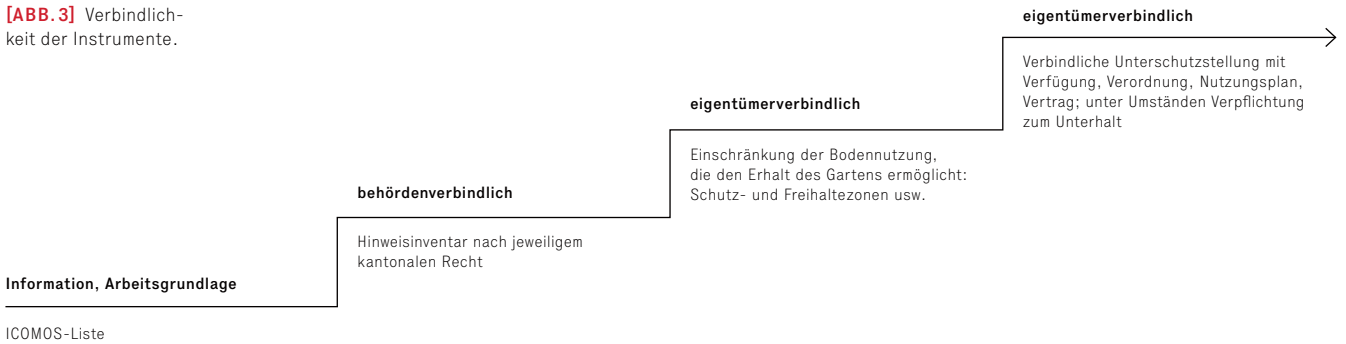 [ABB. 3] Verbindlich-
keit der Instrumente.
Information, Arbeitsgrundlage
ICOMOS-Liste
behördenverbindlich
Hinweisinventar nach jeweiligem
kantonalen Recht
eigentümerverbindlich
Einschränkung der Bodennutzung,
die den Erhalt des Gartens ermöglicht:
Schutz- und Freihaltezonen usw.
eigentümerverbindlich
Verbindliche Unterschutzstellung mit
Verfügung, Verordnung, Nutzungsplan,
Vertrag; unter Umständen Verpflichtung
zum Unterhalt